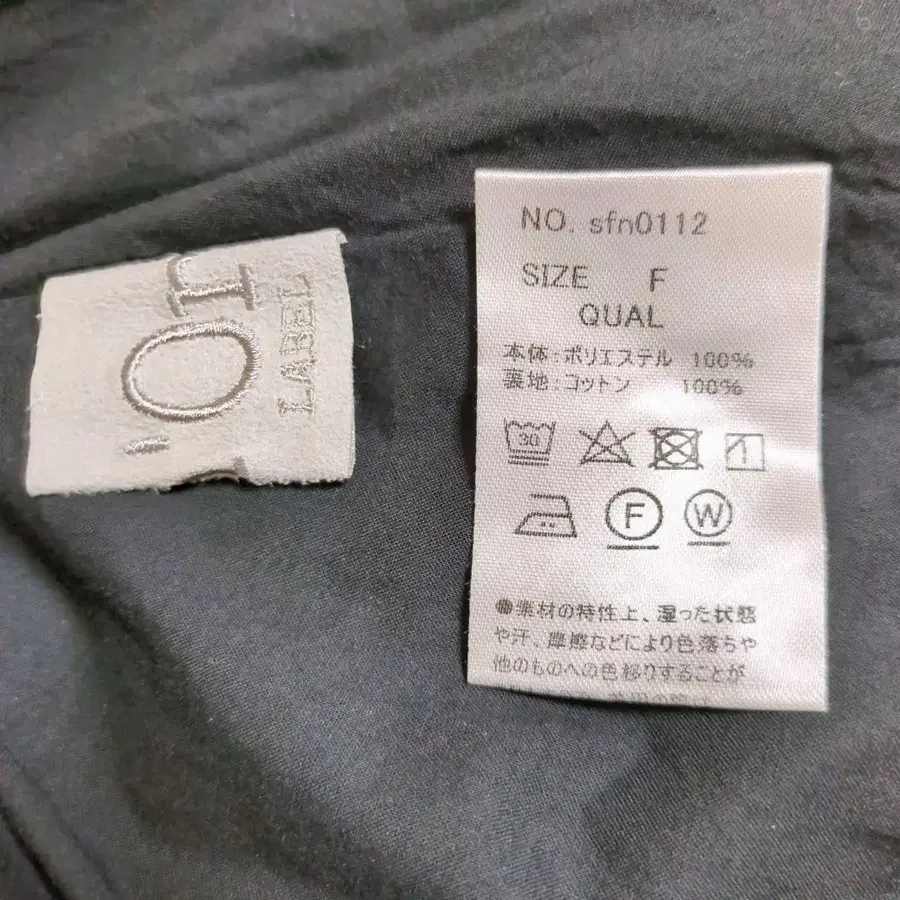 'Or
LABEL
NO. sfn0112
SIZE F
QUAL
本体:ポリエステル 100%
裏地:コットン 100%
30
F W
●素材の特性上、湿った状態
や汗、摩擦などにより色落ちや
他のものへの色移りすることが